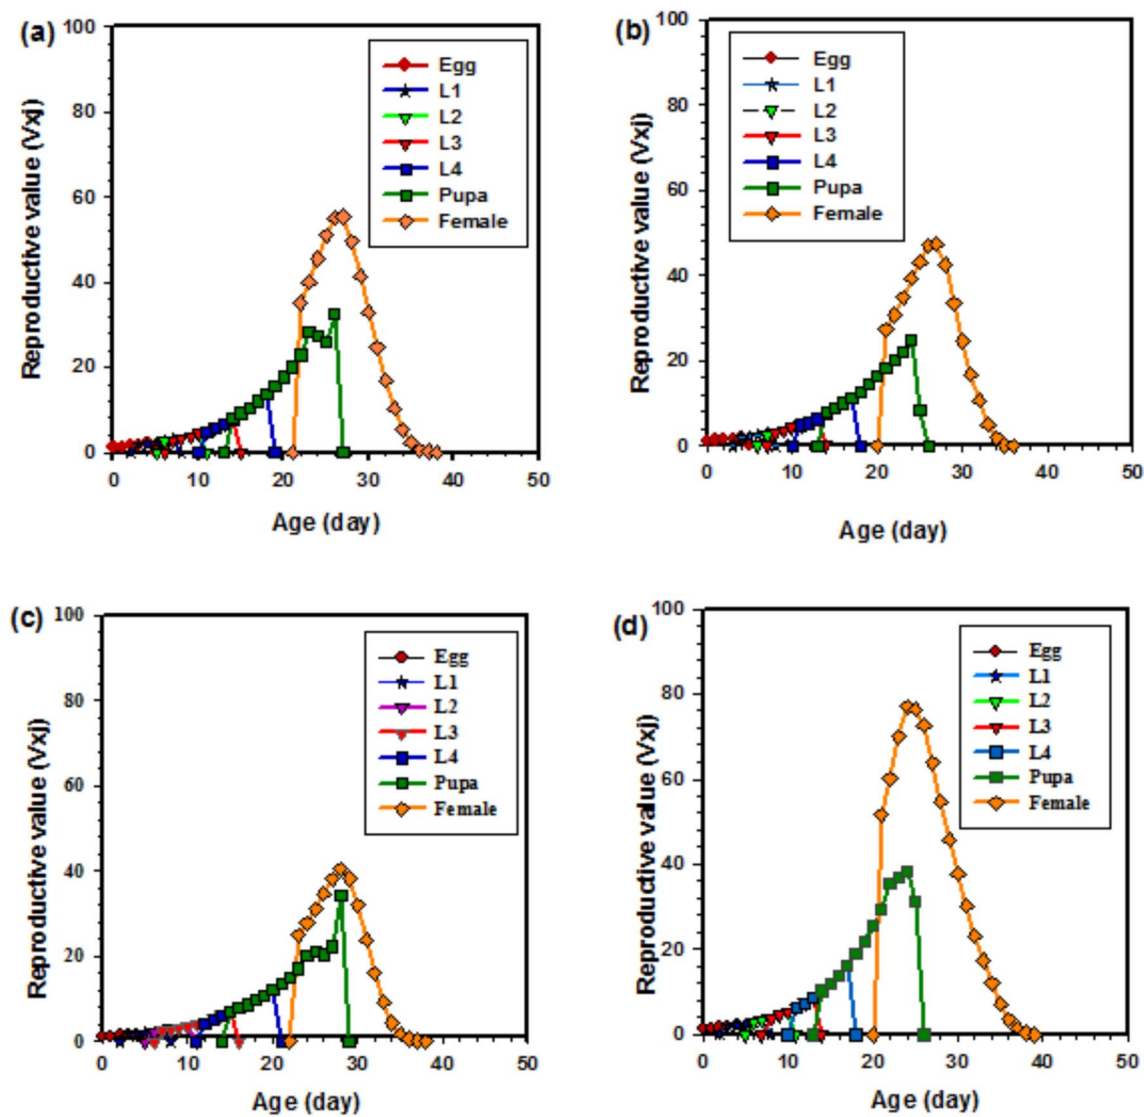 (a)
100
80
60
40
20
0
Reproductive value (Vxj)
Egg
L1
L2
L3
L4
Pupa
Female
0 10 20 30 40 50
Age (day)
(b)
100
80
60
40
20
0
Reproductive value (Vxj)
Egg
L1
L2
L3
L4
Pupa
Female
0 10 20 30 40 50
Age (day)
(c)
100
80
60
40
20
0
Reproductive value (Vxj)
Egg
L1
L2
L3
L4
Pupa
Female
0 10 20 30 40 50
Age (day)
(d)
100
80
60
40
20
0
Reproductive value (Vxj)
Egg
L1
L2
L3
L4
Pupa
Female
0 10 20 30 40 50
Age (day)